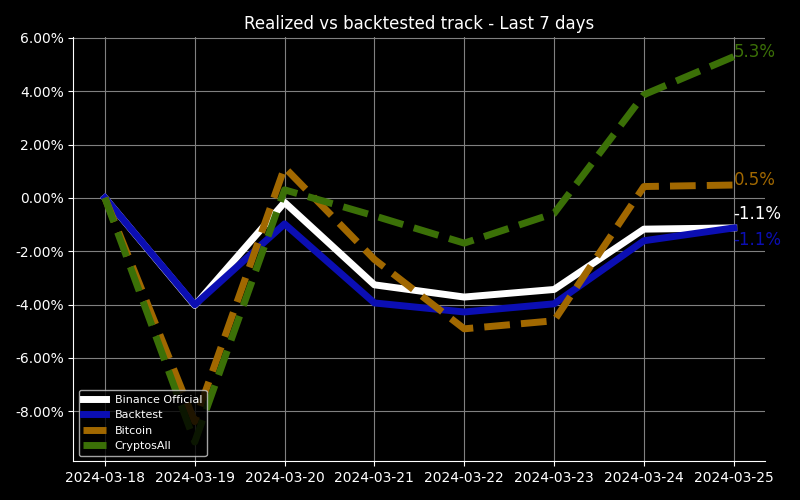 Realized vs backtested track - Last 7 days
6.00%
4.00%
2.00%
0.00%
-2.00%
-4.00%
-6.00%
-8.00%
5.3%
0.5%
-1.1%
-1.1%
Binance Official
Backtest
Bitcoin
CryptosAll
2024-03-18 2024-03-19 2024-03-20 2024-03-21 2024-03-22 2024-03-23 2024-03-24 2024-03-25